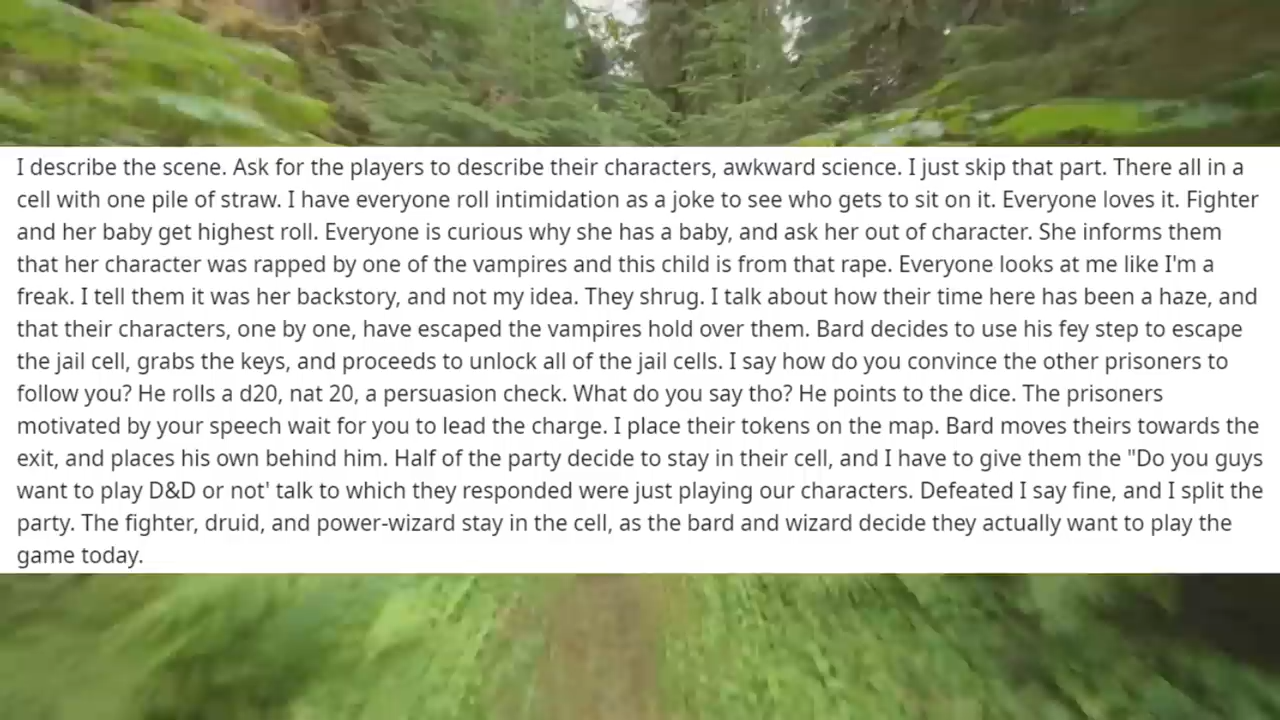 I describe the scene. Ask for the players to describe their characters, awkward science. I just skip that part. There all in a
cell with one pile of straw. I have everyone roll intimidation as a joke to see who gets to sit on it. Everyone loves it. Fighter
and her baby get highest roll. Everyone is curious why she has a baby, and ask her out of character. She informs them
that her character was rapped by one of the vampires and this child is from that rape. Everyone looks at me like I'm a
freak. I tell them it was her backstory, and not my idea. They shrug. I talk about how their time here has been a haze, and
that their characters, one by one, have escaped the vampires hold over them. Bard decides to use his fey step to escape
the jail cell, grabs the keys, and proceeds to unlock all of the jail cells. I say how do you convince the other prisoners to
follow you? He rolls a d20, nat 20, a persuasion check. What do you say tho? He points to the dice. The prisoners
motivated by your speech wait for you to lead the charge. I place their tokens on the map. Bard moves theirs towards the
exit, and places his own behind him. Half of the party decide to stay in their cell, and I have to give them the "Do you guys
want to play D&D or not' talk to which they responded were just playing our characters. Defeated I say fine, and I split the
party. The fighter, druid, and power-wizard stay in the cell, as the bard and wizard decide they actually want to play the
game today.